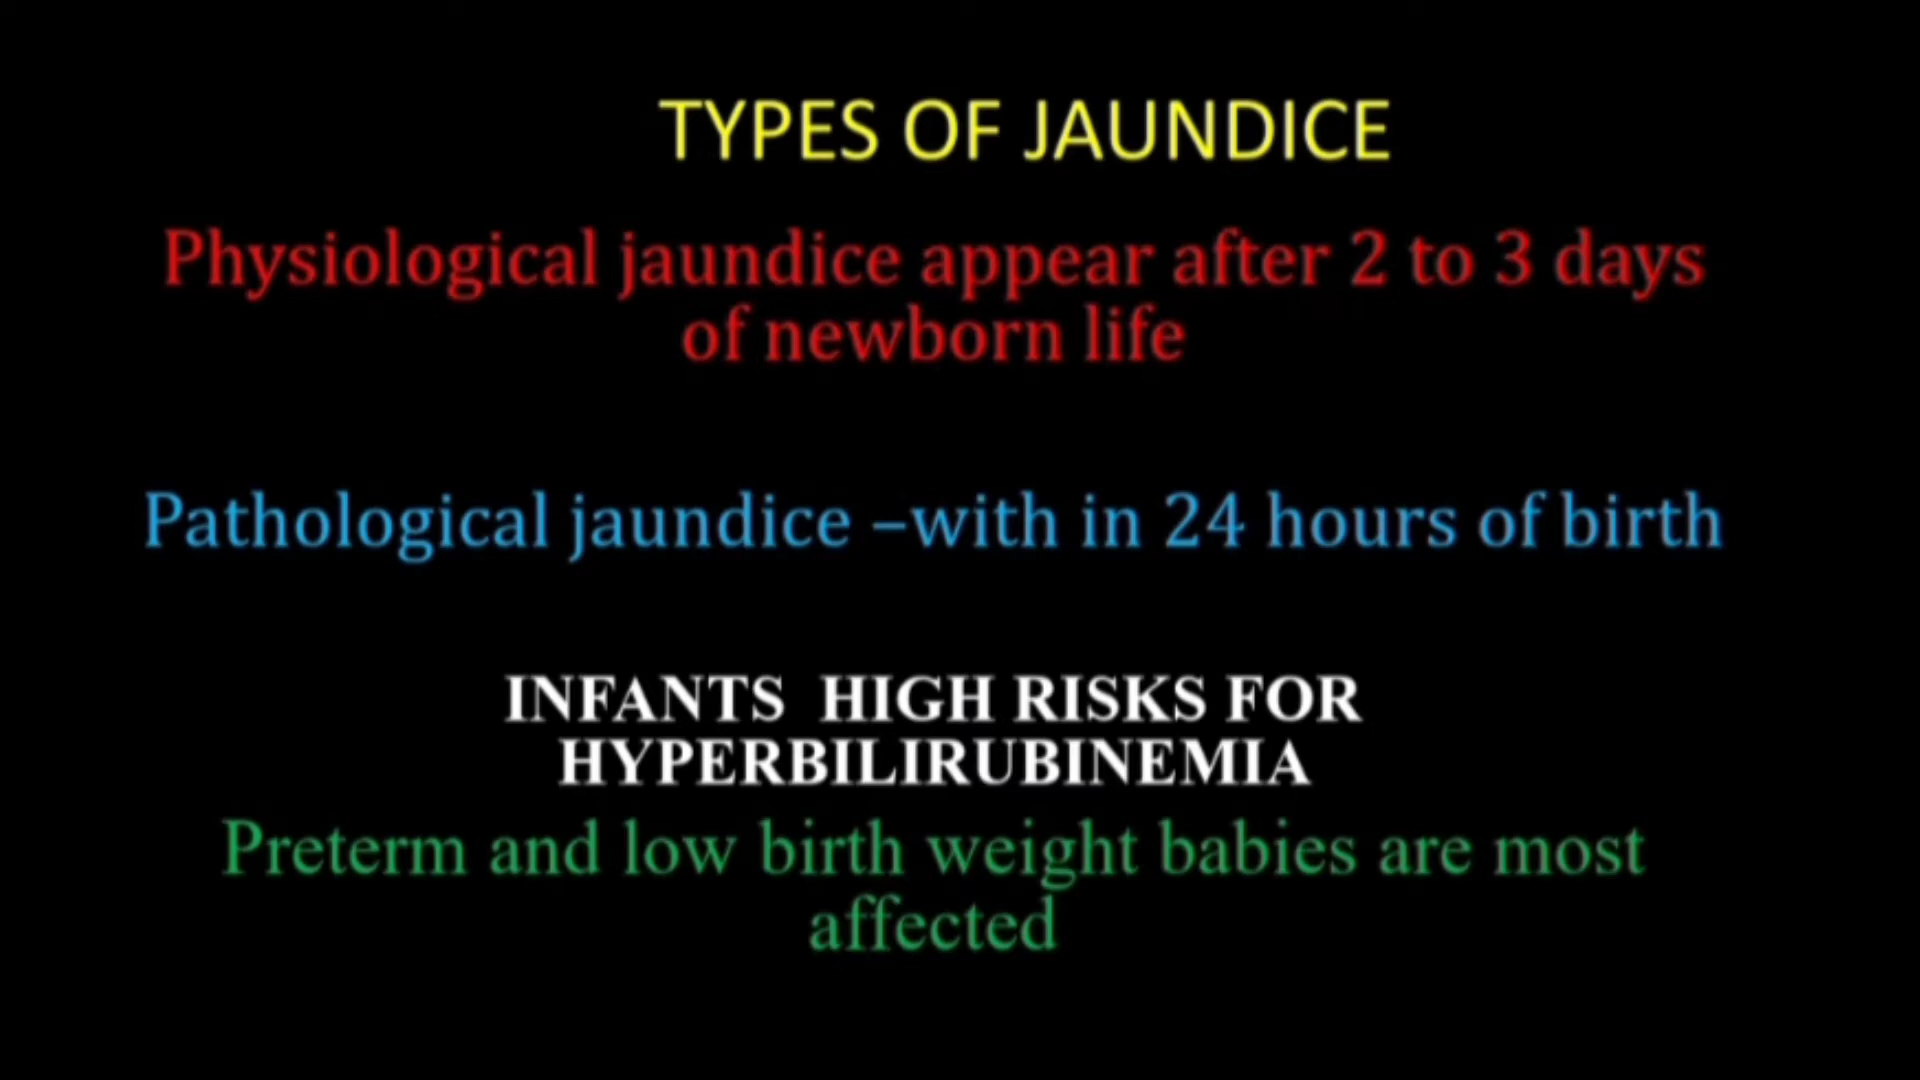 TYPES OF JAUNDICE
Physiological jaundice appear after 2 to 3 days
of newborn life
Pathological jaundice –with in 24 hours of birth
INFANTS  HIGH RISKS FOR
HYPERBILIRUBINEMIA
Preterm and low birth weight babies are most
affected